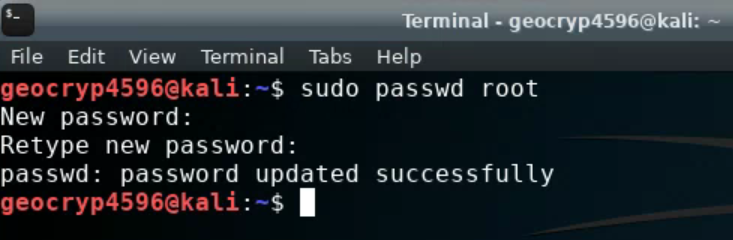 $_
Terminal - geocryp4596@kali: ~
File Edit View Terminal Tabs Help
geocryp4596@kali:~$ sudo passwd root
New password:
Retype new password:
passwd: password updated successfully
geocryp4596@kali:~$